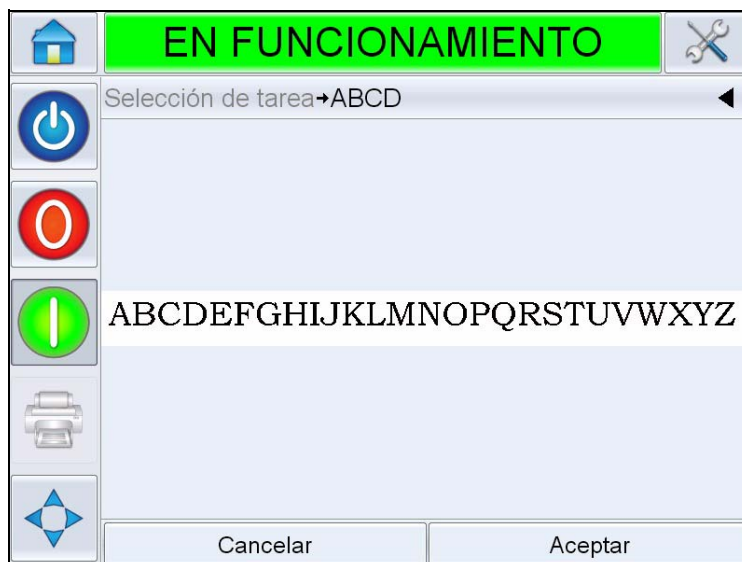 EN FUNCIONAMIENTO
Selección de tarea→ABCD
ABCDEFGHIJKLMNOPQRSTUVWXYZ
Cancelar
Aceptar